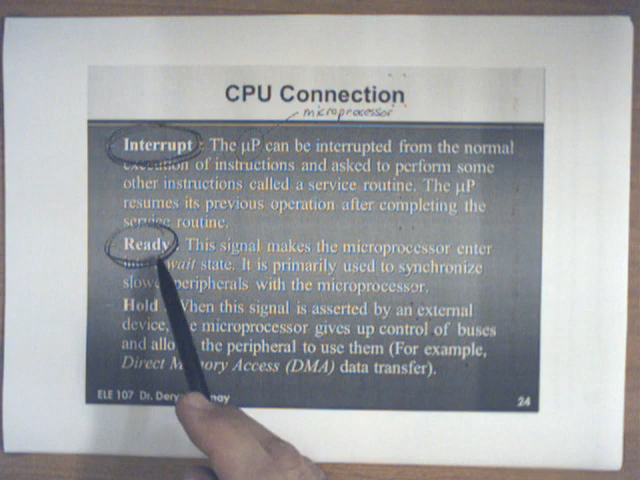 CPU Connection
microprocessor
Interrupt : The µP can be interrupted from the normal
execution of instructions and asked to perform some
other instructions called a service routine. The µP
resumes its previous operation after completing the
service routine.
Ready : This signal makes the microprocessor enter
wait state. It is primarily used to synchronize
slow peripherals with the microprocessor.
Hold : When this signal is asserted by an external
device, microprocessor gives up control of buses
and the peripheral to use them (For example,
Direct Access (DMA) data transfer).
ELE 107 Dr.
24